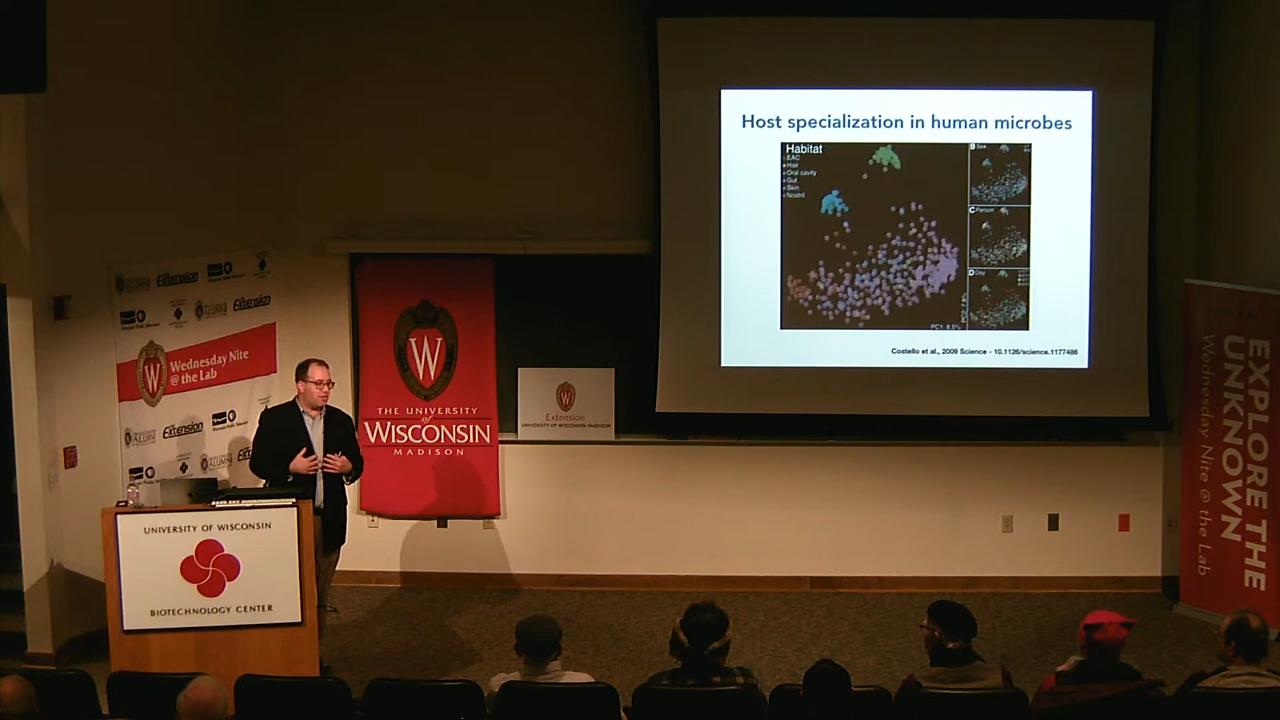 Host specialization in human microbes
Habitat
EAC
Hair
Oral cavity
Gut
Skin
Nostril
B Sex
C Person
D Day
PC1: 8.5%
Costello et al., 2009 Science - 10.1126/science.1177486
Extension
Extension
Wednesday Nite
@ the Lab
W
Extension
W
THE UNIVERSITY
of
WISCONSIN
MADISON
Extension
UNIVERSITY OF WISCONSIN-MADISON
UNIVERSITY OF WISCONSIN
BIOTECHNOLOGY CENTER
EXPLORE THE
UNKNOWN
Wednesday Nite @ the Lab